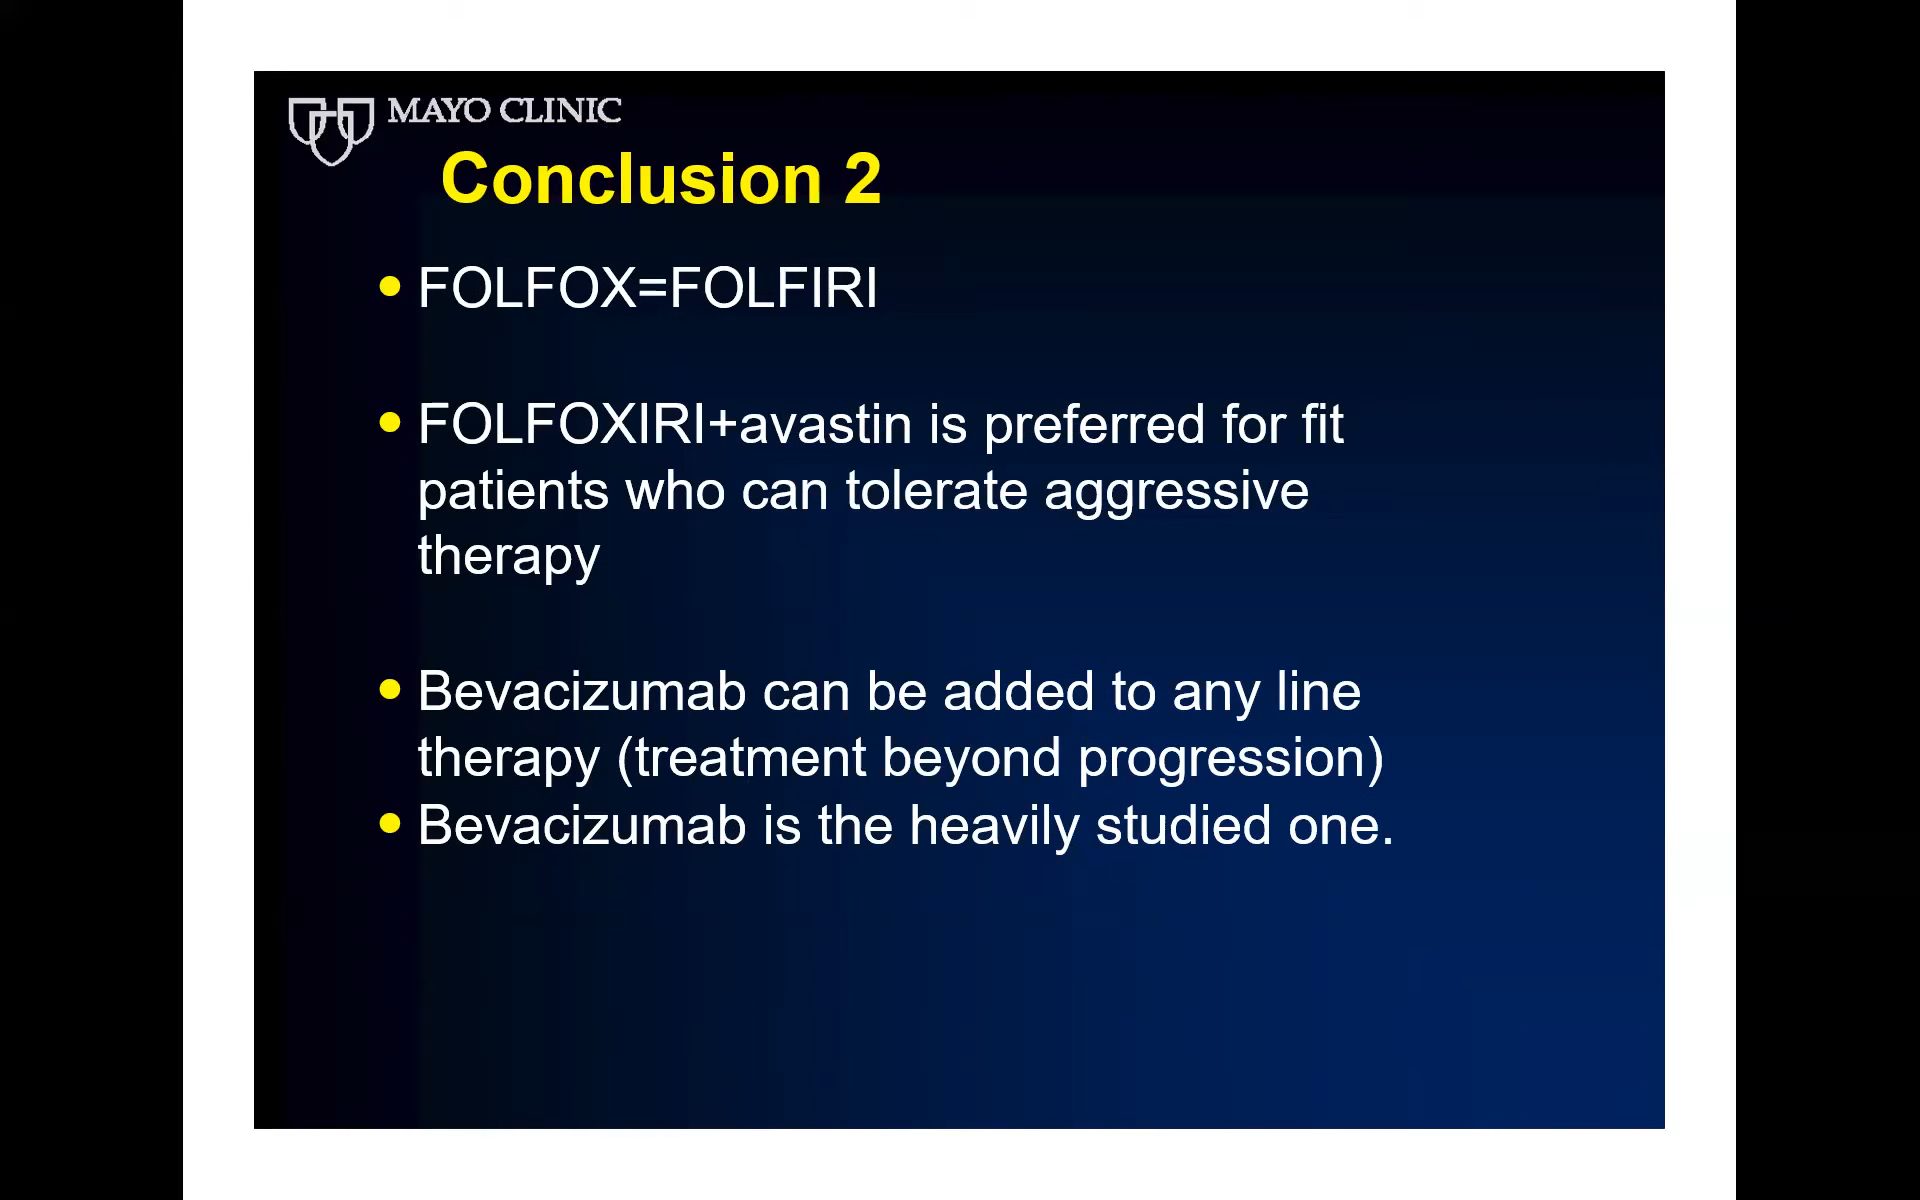 MAYO CLINIC
Conclusion 2
• FOLFOX=FOLFIRI
• FOLFOXIRI+avastin is preferred for fit
patients who can tolerate aggressive
therapy
• Bevacizumab can be added to any line
therapy (treatment beyond progression)
• Bevacizumab is the heavily studied one.